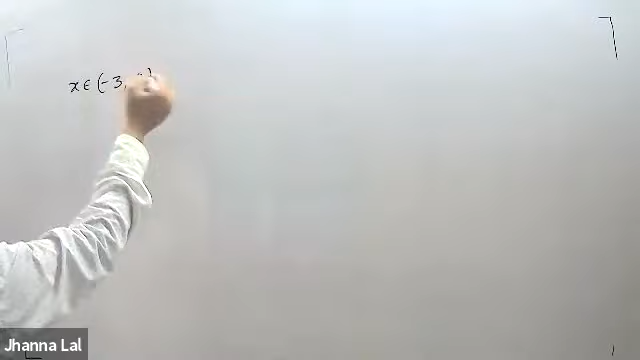 x ∈ (-3,
Jhanna Lal